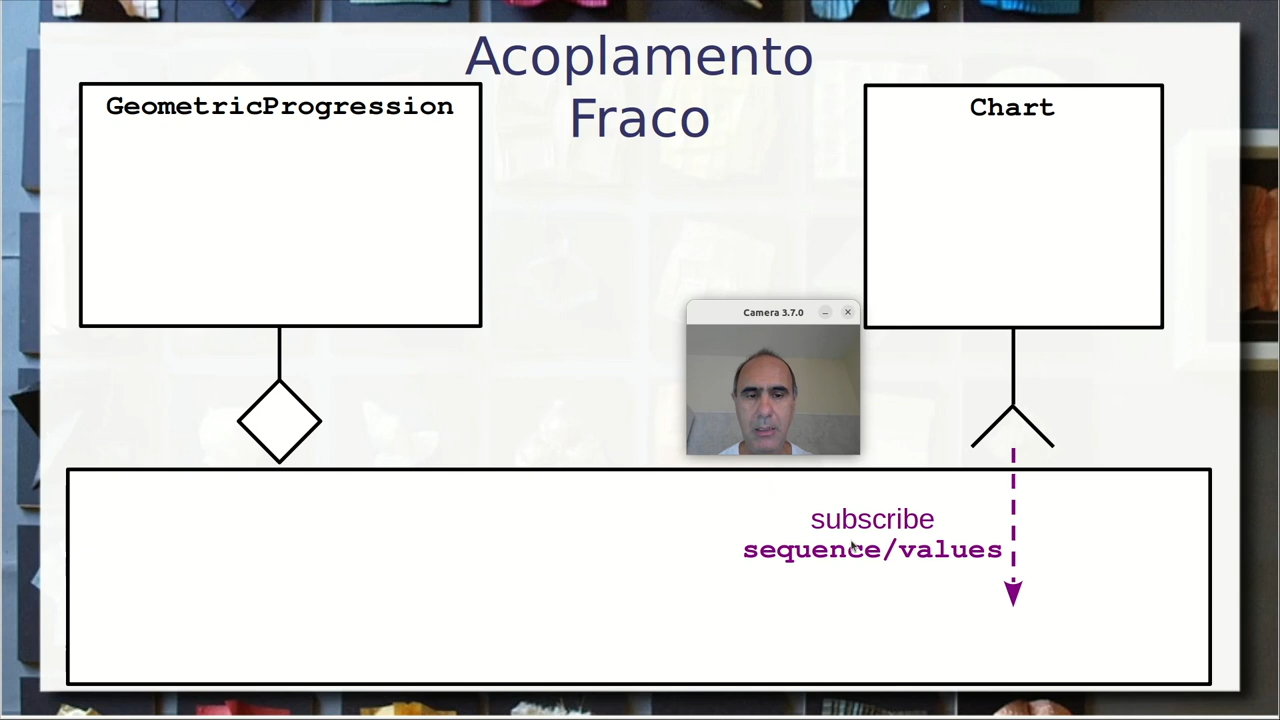 Acoplamento
Fraco
GeometricProgression
Chart
Camera 3.7.0
subscribe
sequence/values